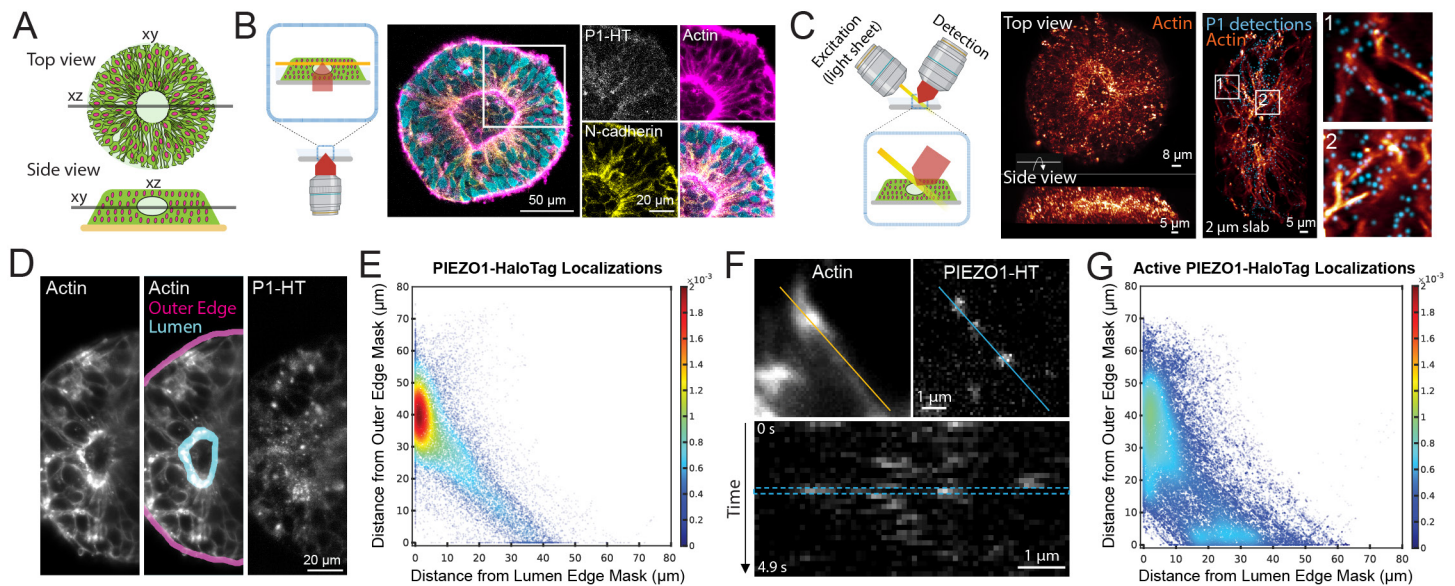 A
xy
Top view
xz
Side view
xz
xy
B
P1-HT
Actin
N-cadherin
50 µm
20 µm
C
Excitation
(light sheet)
Detection
Top view
Actin
8 µm
Side view
5 µm
P1 detections
Actin
1
2
2 µm slab
5 µm
1
2
D
Actin
Actin
Outer Edge
Lumen
P1-HT
20 µm
E
PIEZO1-HaloTag Localizations
×10⁻³
Distance from Outer Edge Mask (µm)
80
70
60
50
40
30
20
10
0
0 10 20 30 40 50 60 70 80
Distance from Lumen Edge Mask (µm)
2
1.8
1.6
1.4
1.2
1
0.8
0.6
0.4
0.2
0
F
Actin
PIEZO1-HT
1 µm
0 s
Time
4.9 s
1 µm
G
Active PIEZO1-HaloTag Localizations
×10⁻³
Distance from Outer Edge Mask (µm)
80
70
60
50
40
30
20
10
0
0 10 20 30 40 50 60 70 80
Distance from Lumen Edge Mask (µm)
2
1.8
1.6
1.4
1.2
1
0.8
0.6
0.4
0.2
0